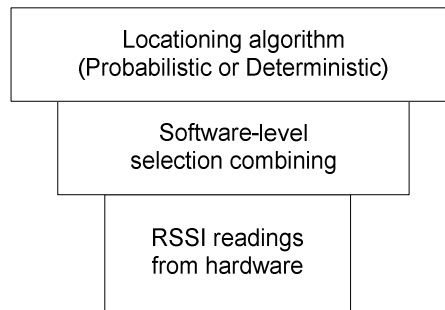 Locationing algorithm
(Probabilistic or Deterministic)
Software-level
selection combining
RSSI readings
from hardware